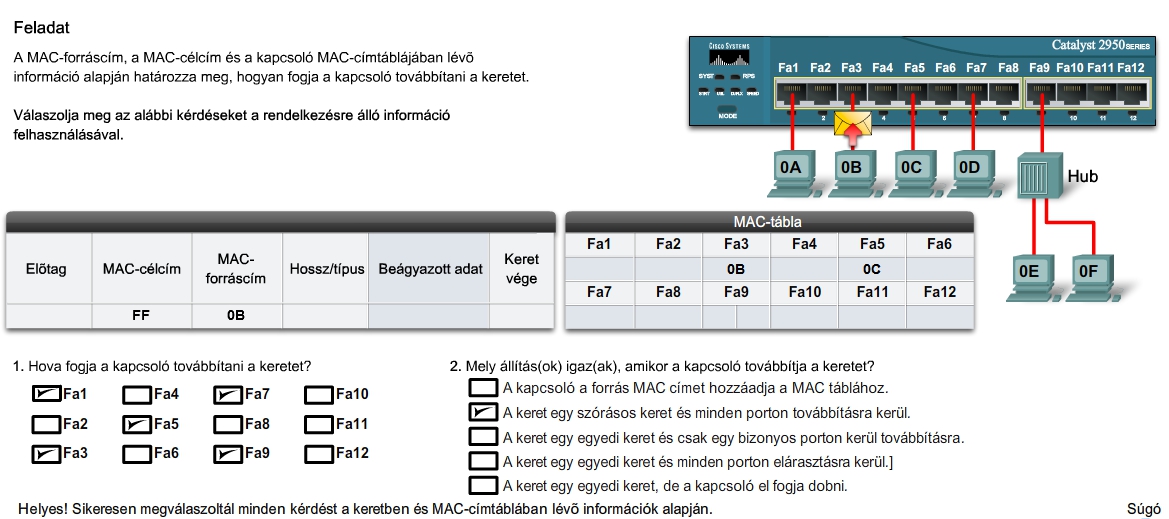 Feladat
A MAC-forráscím, a MAC-célcím és a kapcsoló MAC-címtáblájában lévő
információ alapján határozza meg, hogyan fogja a kapcsoló továbbítani a keretet.
Válaszolja meg az alábbi kérdéseket a rendelkezésre álló információ
felhasználásával.
CISCO SYSTEMS
Catalyst 2950 SERIES
Fa1 Fa2 Fa3 Fa4 Fa5 Fa6 Fa7 Fa8 Fa9 Fa10 Fa11 Fa12
SYST RPS
STAT UTIL DUPLX SPEED
MODE
2 4 6 8 10 11 12
0A 0B 0C 0D
Hub
0E 0F
Előtag MAC-célcím MAC-forráscím Hossz/típus Beágyazott adat Keret vége
FF 0B
MAC-tábla
Fa1 Fa2 Fa3 Fa4 Fa5 Fa6
0B 0C
Fa7 Fa8 Fa9 Fa10 Fa11 Fa12
1. Hova fogja a kapcsoló továbbítani a keretet?
Fa1 Fa4 Fa7 Fa10
Fa2 Fa5 Fa8 Fa11
Fa3 Fa6 Fa9 Fa12
2. Mely állítás(ok) igaz(ak), amikor a kapcsoló továbbítja a keretet?
A kapcsoló a forrás MAC címet hozzáadja a MAC táblához.
A keret egy szórásos keret és minden porton továbbításra kerül.
A keret egy egyedi keret és csak egy bizonyos porton kerül továbbításra.
A keret egy egyedi keret és minden porton elárasztásra kerül.]
A keret egy egyedi keret, de a kapcsoló el fogja dobni.
Helyes! Sikeresen megválaszoltál minden kérdést a keretben és MAC-címtáblában lévő információk alapján.
Súgó